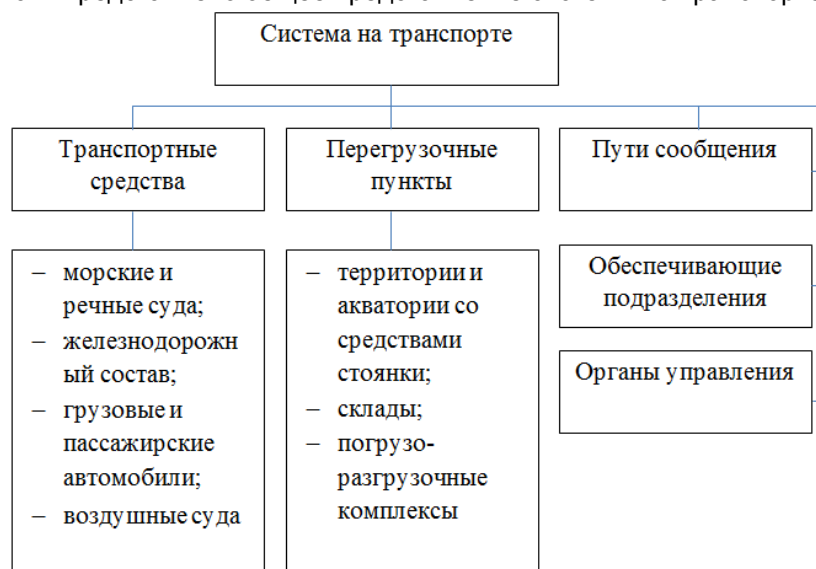 Система на транспорте
Транспортные
средства
Перегрузочные
пункты
Пути сообщения
– морские и
речные суда;
– железнодорожн
ый состав;
– грузовые и
пассажирские
автомобили;
– воздушные суда
– территории и
акватории со
средствами
стоянки;
– склады;
– погрузо-
разгрузочные
комплексы
Обеспечивающие
подразделения
Органы управления